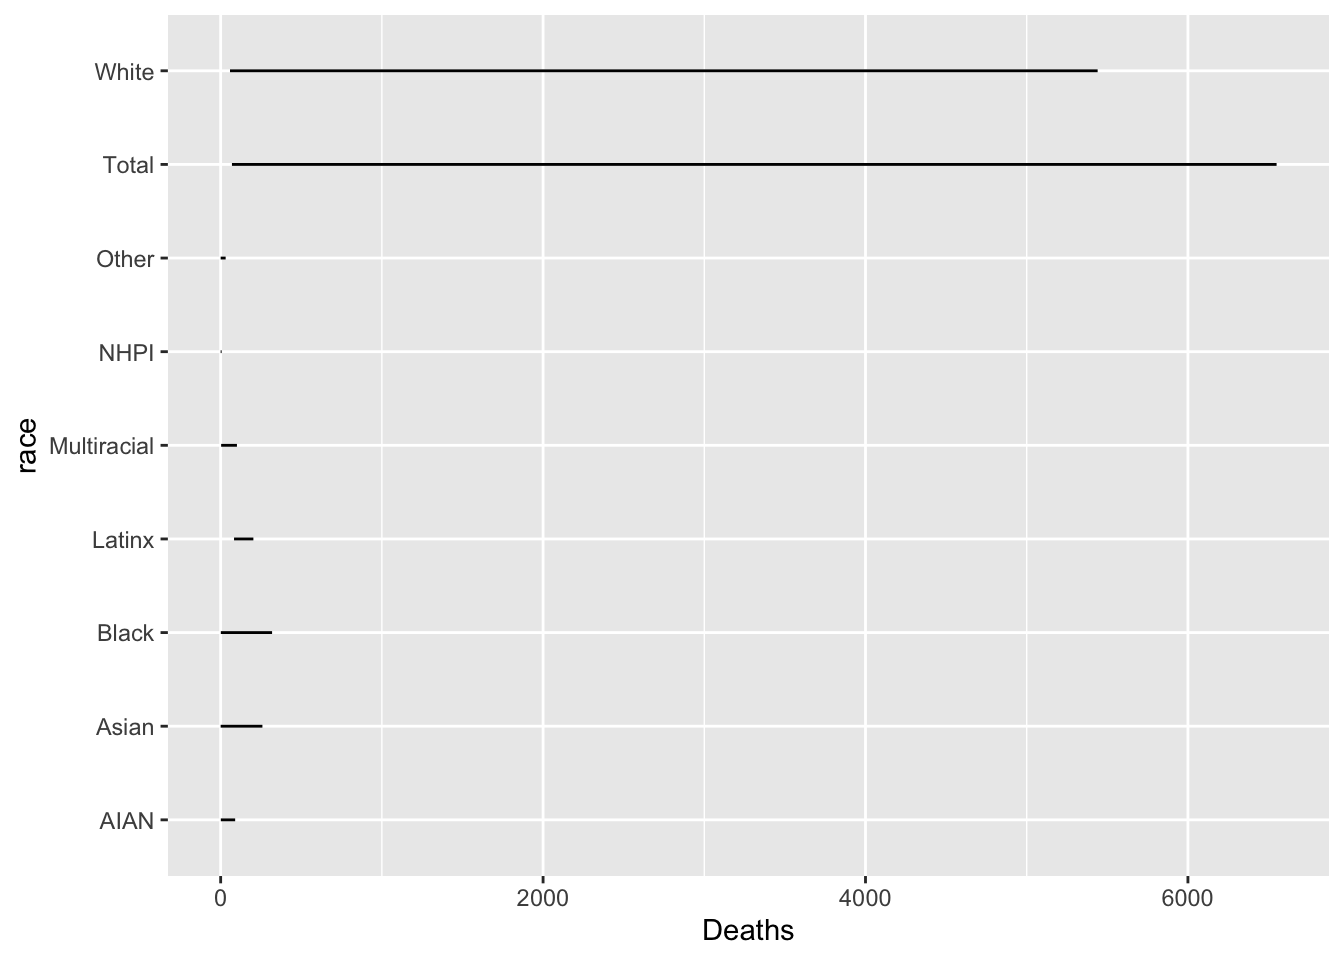 White
Total
Other
NHPI
Multiracial
Latinx
Black
Asian
AIAN
race
0 2000 4000 6000
Deaths